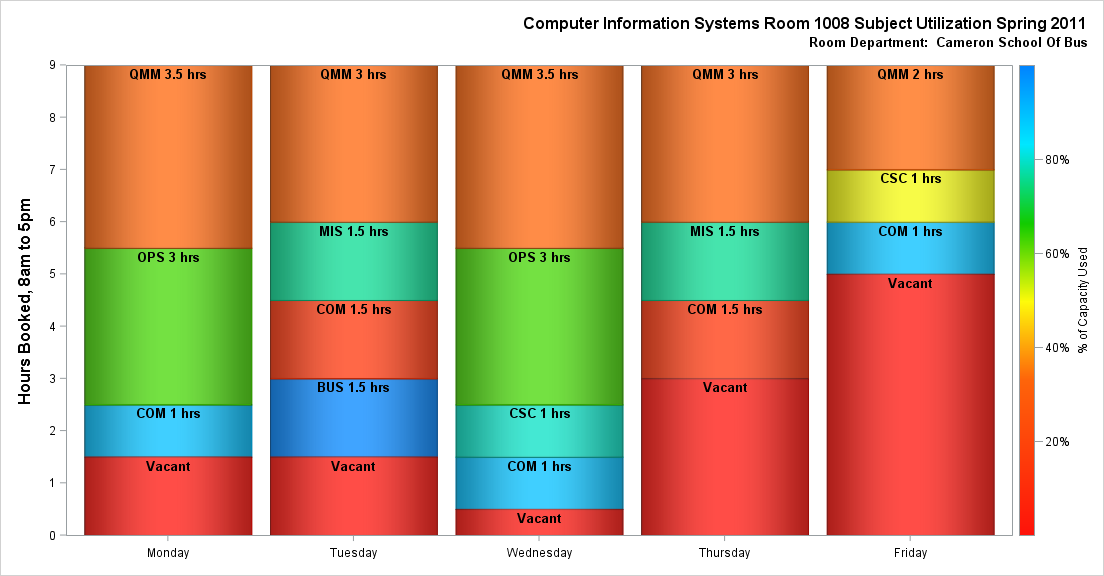 Computer Information Systems Room 1008 Subject Utilization Spring 2011
Room Department:  Cameron School Of Bus
Hours Booked, 8am to 5pm
9
8
7
6
5
4
3
2
1
0
QMM 3.5 hrs
OPS 3 hrs
COM 1 hrs
Vacant
Monday
QMM 3 hrs
MIS 1.5 hrs
COM 1.5 hrs
BUS 1.5 hrs
Vacant
Tuesday
QMM 3.5 hrs
OPS 3 hrs
CSC 1 hrs
COM 1 hrs
Vacant
Wednesday
QMM 3 hrs
MIS 1.5 hrs
COM 1.5 hrs
Vacant
Thursday
QMM 2 hrs
CSC 1 hrs
COM 1 hrs
Vacant
Friday
80%
60%
40%
20%
% of Capacity Used